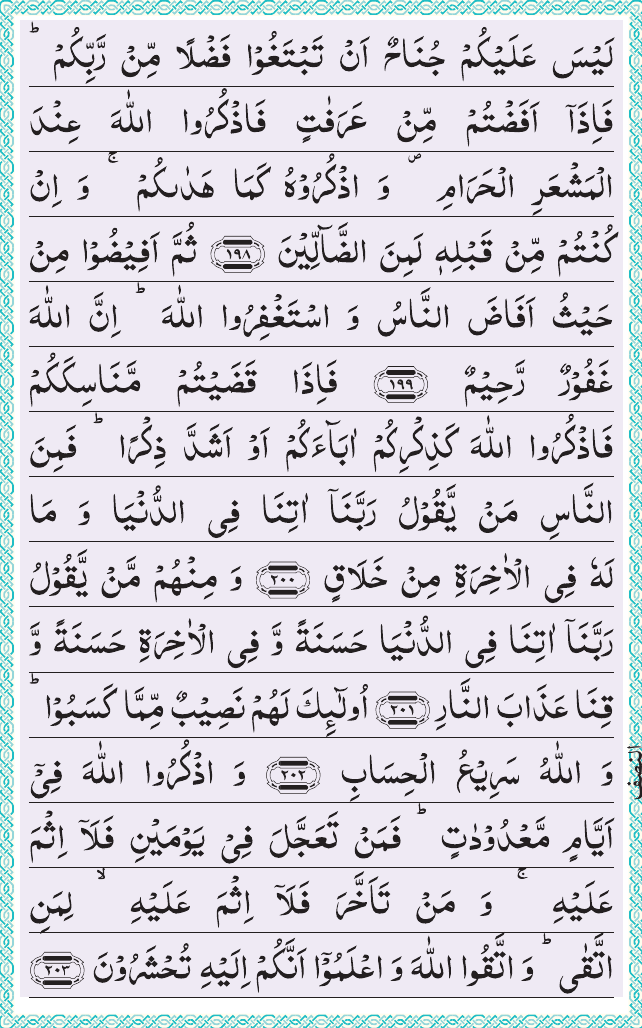 لَیۡسَ عَلَیۡکُمۡ جُنَاحٌ اَنۡ تَبۡتَغُوۡا فَضۡلًا مِّنۡ رَّبِّکُمۡ ؕ
فَاِذَاۤ اَفَضۡتُمۡ مِّنۡ عَرَفٰتٍ فَاذۡکُرُوا اللّٰہَ عِنۡدَ
الۡمَشۡعَرِ الۡحَرَامِ ۪ وَ اذۡکُرُوۡہُ کَمَا ہَدٰىکُمۡ ۚ وَ اِنۡ
کُنۡتُمۡ مِّنۡ قَبۡلِہٖ لَمِنَ الضَّآلِّیۡنَ ﴿۱۹۸﴾ ثُمَّ اَفِیۡضُوۡا مِنۡ
حَیۡثُ اَفَاضَ النَّاسُ وَ اسۡتَغۡفِرُوا اللّٰہَ ؕ اِنَّ اللّٰہَ
غَفُوۡرٌ رَّحِیۡمٌ ﴿۱۹۹﴾ فَاِذَا قَضَیۡتُمۡ مَّنَاسِکَکُمۡ
فَاذۡکُرُوا اللّٰہَ کَذِکۡرِکُمۡ اٰبَآءَکُمۡ اَوۡ اَشَدَّ ذِکۡرًا ؕ فَمِنَ
النَّاسِ مَنۡ یَّقُوۡلُ رَبَّنَاۤ اٰتِنَا فِی الدُّنۡیَا وَ مَا
لَہٗ فِی الۡاٰخِرَۃِ مِنۡ خَلَاقٍ ﴿۲۰۰﴾ وَ مِنۡہُمۡ مَّنۡ یَّقُوۡلُ
رَبَّنَاۤ اٰتِنَا فِی الدُّنۡیَا حَسَنَۃً وَّ فِی الۡاٰخِرَۃِ حَسَنَۃً وَّ
قِنَا عَذَابَ النَّارِ ﴿۲۰۱﴾ اُولٰٓئِکَ لَہُمۡ نَصِیۡبٌ مِّمَّا کَسَبُوۡا ؕ
وَ اللّٰہُ سَرِیۡعُ الۡحِسَابِ ﴿۲۰۲﴾ وَ اذۡکُرُوا اللّٰہَ فِیۡۤ
اَیَّامٍ مَّعۡدُوۡدٰتٍ ؕ فَمَنۡ تَعَجَّلَ فِیۡ یَوۡمَیۡنِ فَلَاۤ اِثۡمَ
عَلَیۡہِ ۚ وَ مَنۡ تَاَخَّرَ فَلَاۤ اِثۡمَ عَلَیۡہِ ۙ لِمَنِ
اتَّقٰی ؕ وَ اتَّقُوا اللّٰہَ وَ اعۡلَمُوۡۤا اَنَّکُمۡ اِلَیۡہِ تُحۡشَرُوۡنَ ﴿۲۰۳﴾